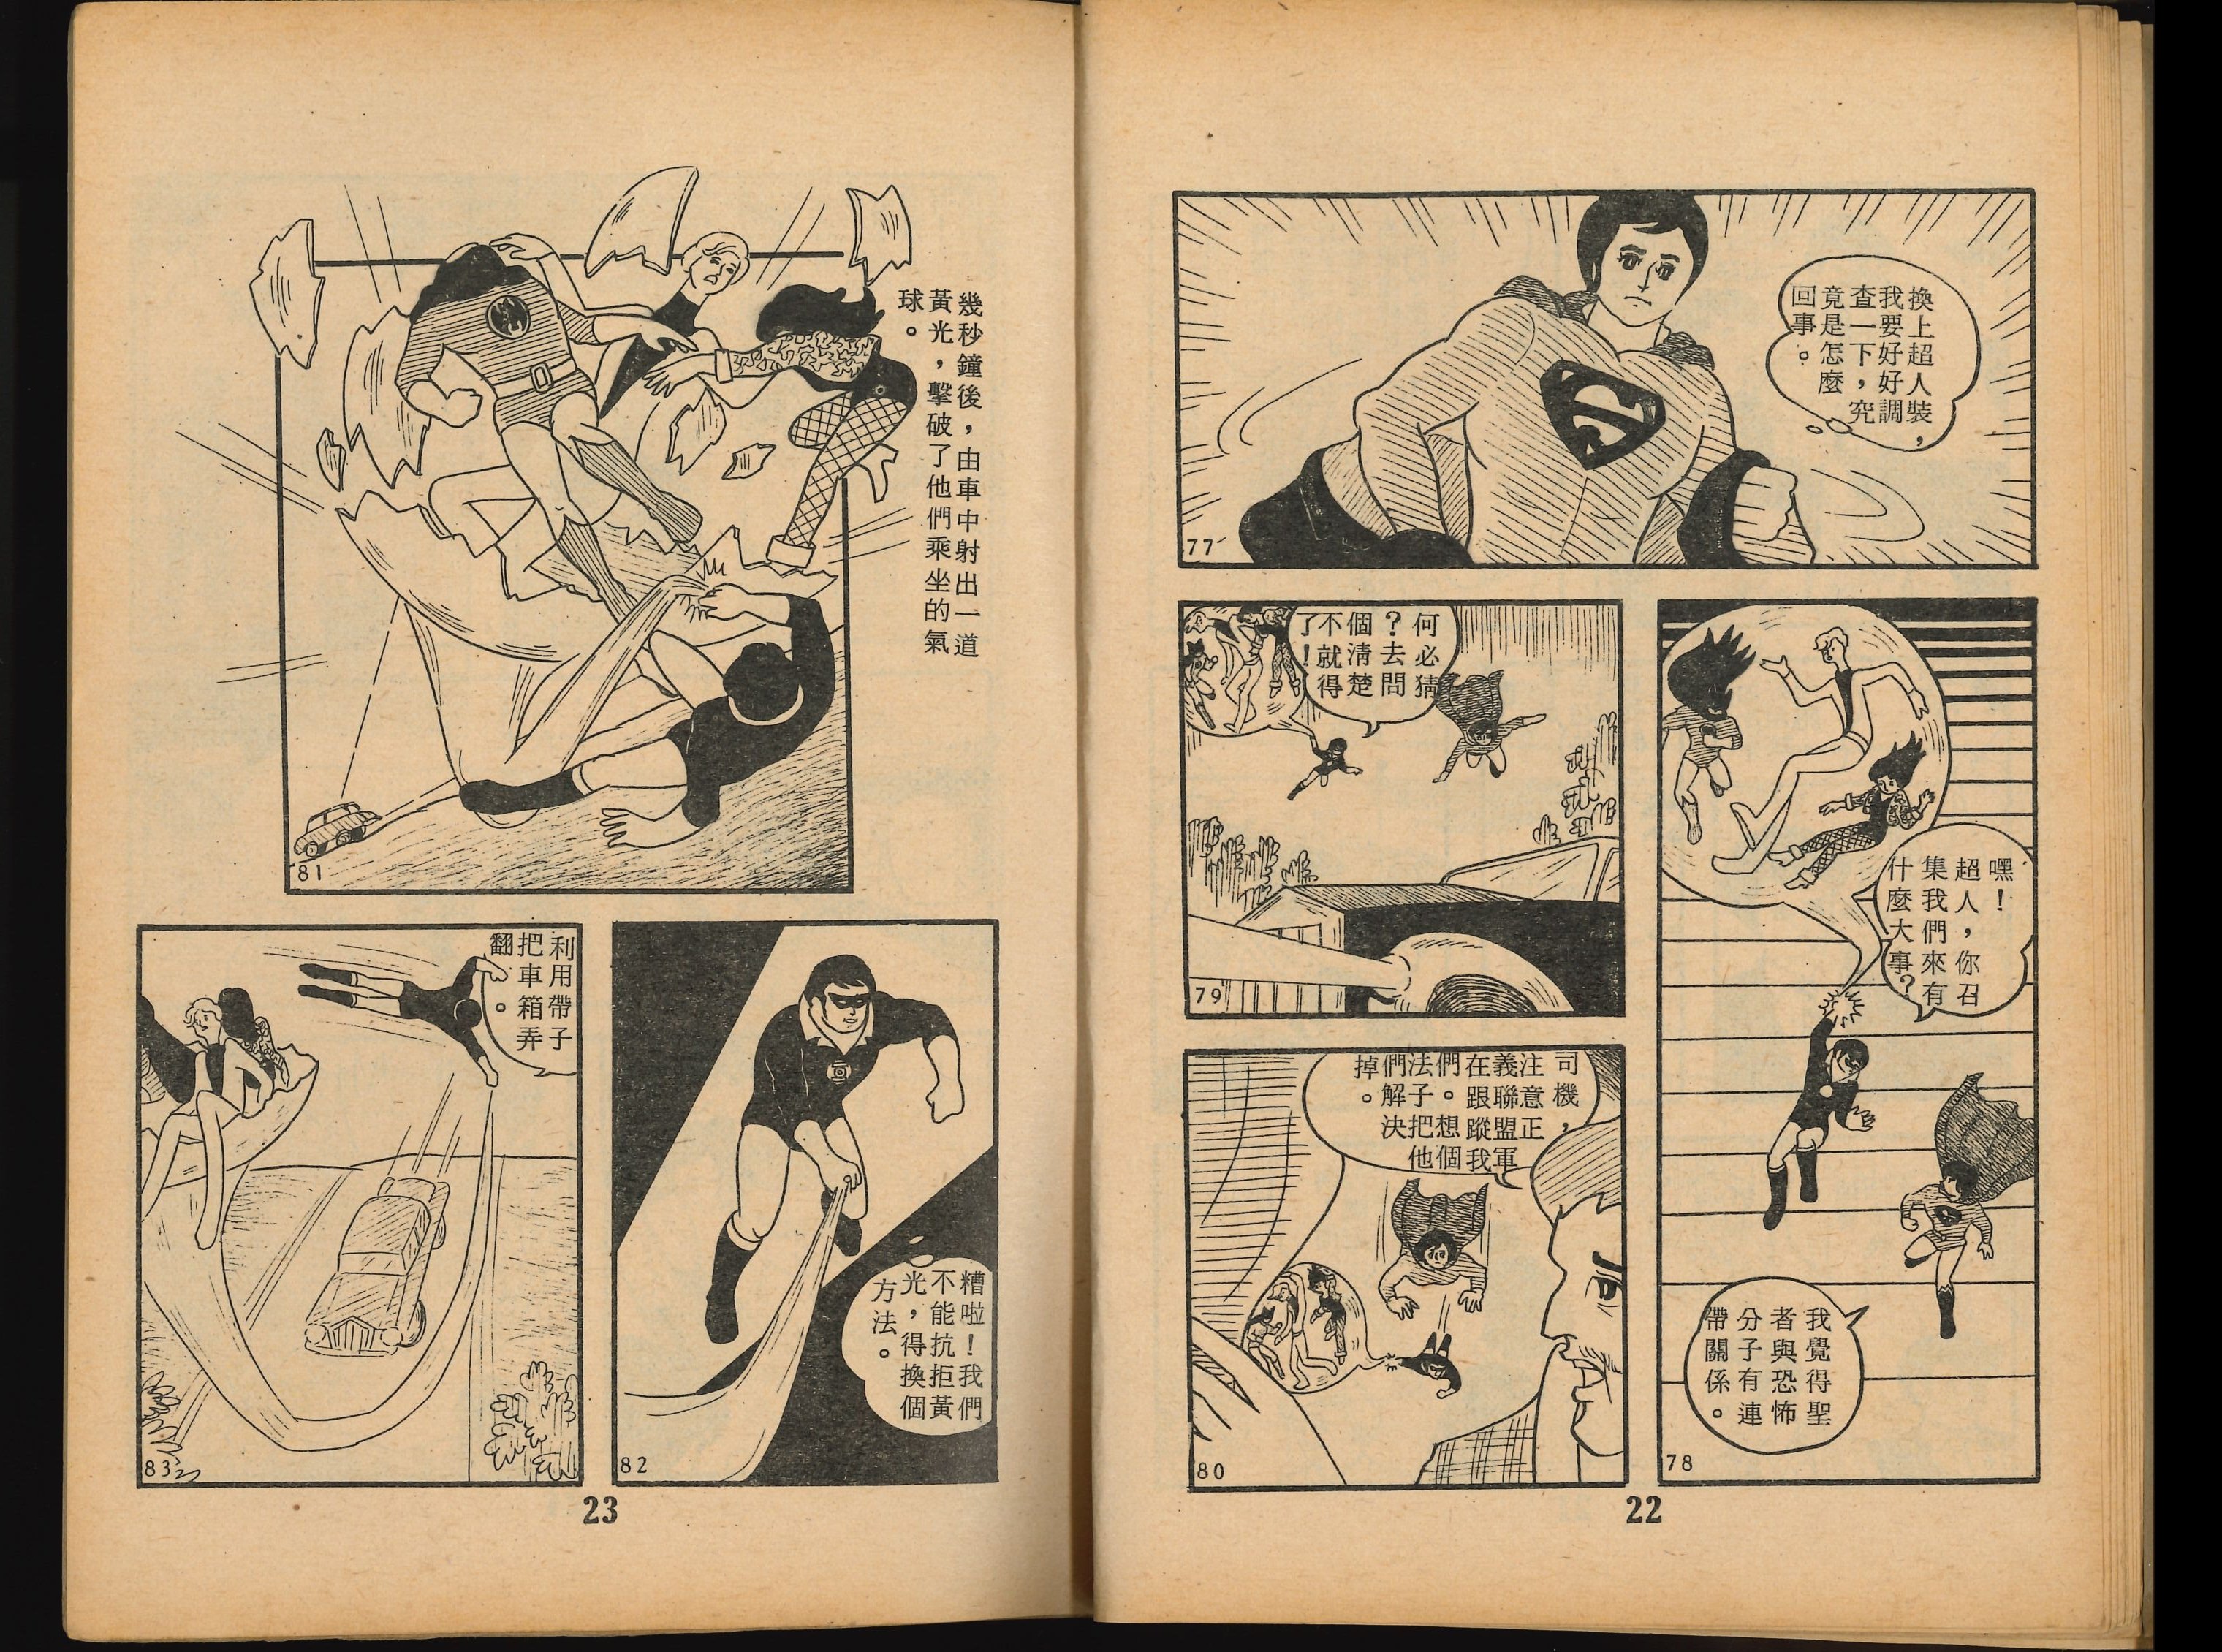 換上超人裝，
我要好好調
查一下，究
竟是怎麼
回事。
77
嘿！
超人，你召
集我們來有
什麼大事？
我覺得聖
者與恐怖
分子有連
帶關係。
78
何必猜
？去問
個清楚
不就得
了！
79
司機，
注意正
義聯盟軍
在跟蹤我
們。想個
法子把他
們解決
掉。
80
22
幾秒鐘後，由車中射出一道
黃光，擊破了他們乘坐的氣
球。
81
糟啦！我們
不能抗拒黃
光，得換個
方法。
82
利用帶子
把車箱弄
翻。
83
23